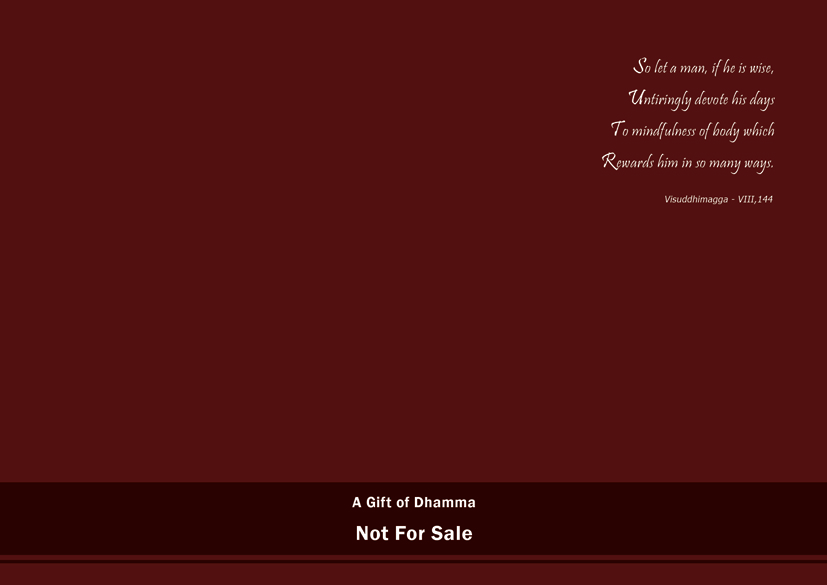 So let a man, if he is wise,
Untiringly devote his days
To mindfulness of body which
Rewards him in so many ways.
Visuddhimagga - VIII,144
A Gift of Dhamma
Not For Sale